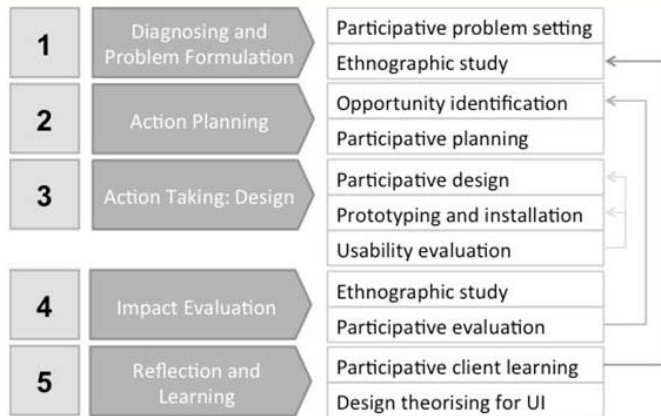 1
Diagnosing and
Problem Formulation
Participative problem setting
Ethnographic study
2
Action Planning
Opportunity identification
Participative planning
3
Action Taking: Design
Participative design
Prototyping and installation
Usability evaluation
4
Impact Evaluation
Ethnographic study
Participative evaluation
5
Reflection and
Learning
Participative client learning
Design theorising for UI